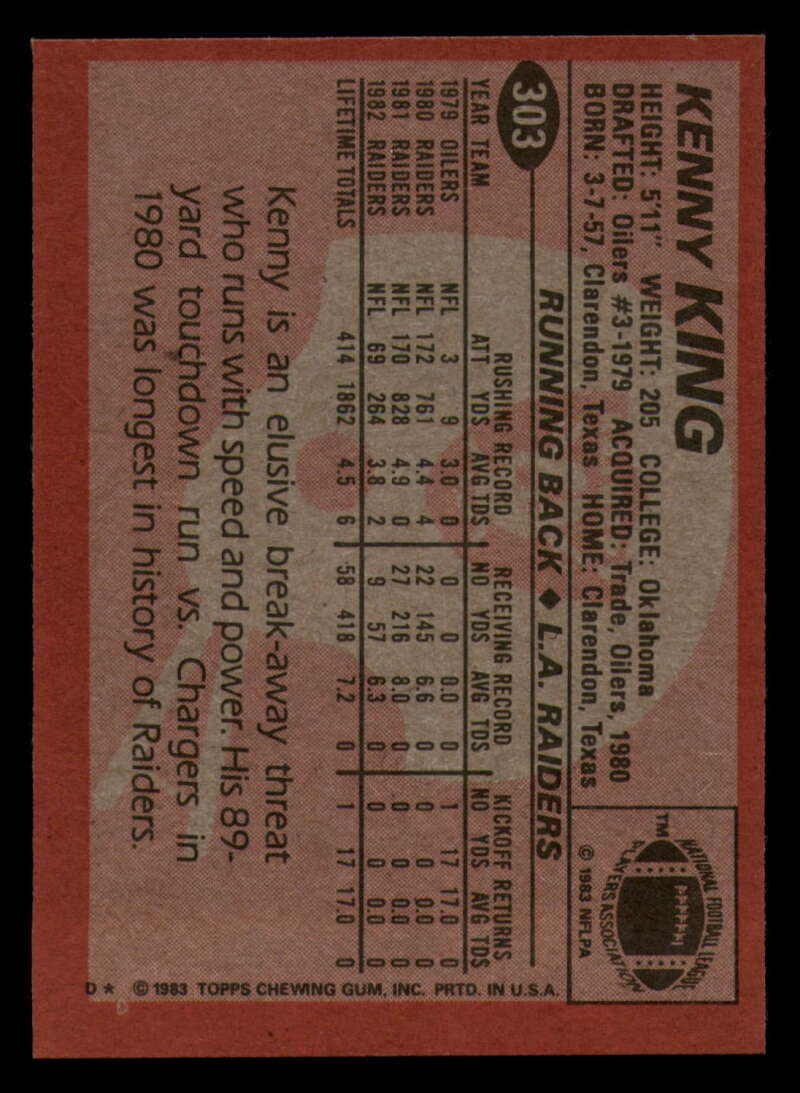 KENNY KING
HEIGHT: 5'11" WEIGHT: 205 COLLEGE: Oklahoma
DRAFTED: Oilers #3-1979 ACQUIRED: Trade, Oilers, 1980
BORN: 3-7-57, Clarendon, Texas HOME: Clarendon, Texas
NATIONAL FOOTBALL LEAGUE
PLAYERS ASSOCIATION
TM
© 1983 NFLPA
303
RUNNING BACK ◆ L.A. RAIDERS
RUSHING RECORD RECEIVING RECORD KICKOFF RETURNS
YEAR TEAM ATT YDS AVG TDS NO YDS AVG TDS NO YDS AVG TDS
1979 OILERS NFL 3 9 3.0 0 0 0 0.0 0 1 17 17.0 0
1980 RAIDERS NFL 172 761 4.4 4 22 145 6.6 0 0 0 0.0 0
1981 RAIDERS NFL 170 828 4.9 0 27 216 8.0 0 0 0 0.0 0
1982 RAIDERS NFL 69 264 3.8 2 9 57 6.3 0 0 0 0.0 0
LIFETIME TOTALS 414 1862 4.5 6 58 418 7.2 0 1 17 17.0 0
Kenny is an elusive break-away threat
who runs with speed and power. His 89-
yard touchdown run vs. Chargers in
1980 was longest in history of Raiders.
D* © 1983 TOPPS CHEWING GUM, INC. PRTD. IN U.S.A.